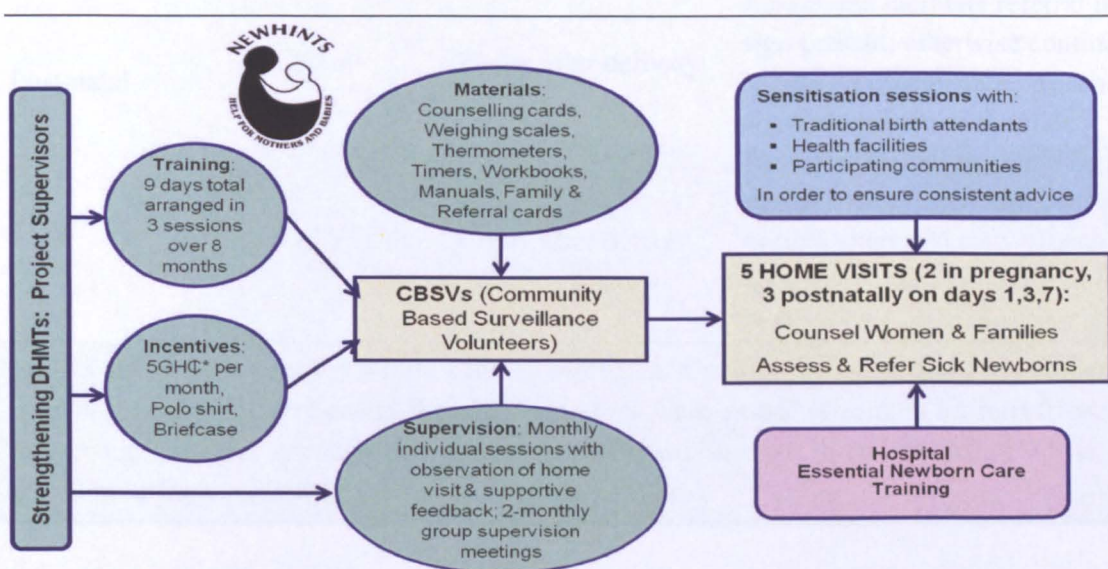 NEWHINTS
HELP FOR MOTHERS AND BABIES
Strengthening DHMTs: Project Supervisors
Training:
9 days total
arranged in
3 sessions
over 8
months
Incentives:
5GH₵* per
month,
Polo shirt,
Briefcase
Materials:
Counselling cards,
Weighing scales,
Thermometers,
Timers, Workbooks,
Manuals, Family &
Referral cards
CBSVs (Community
Based Surveillance
Volunteers)
Supervision: Monthly
individual sessions with
observation of home
visit & supportive
feedback; 2-monthly
group supervision
meetings
Sensitisation sessions with:
▪ Traditional birth attendants
▪ Health facilities
▪ Participating communities
In order to ensure consistent advice
5 HOME VISITS (2 in pregnancy,
3 postnatally on days 1,3,7):
Counsel Women & Families
Assess & Refer Sick Newborns
Hospital
Essential Newborn Care
Training